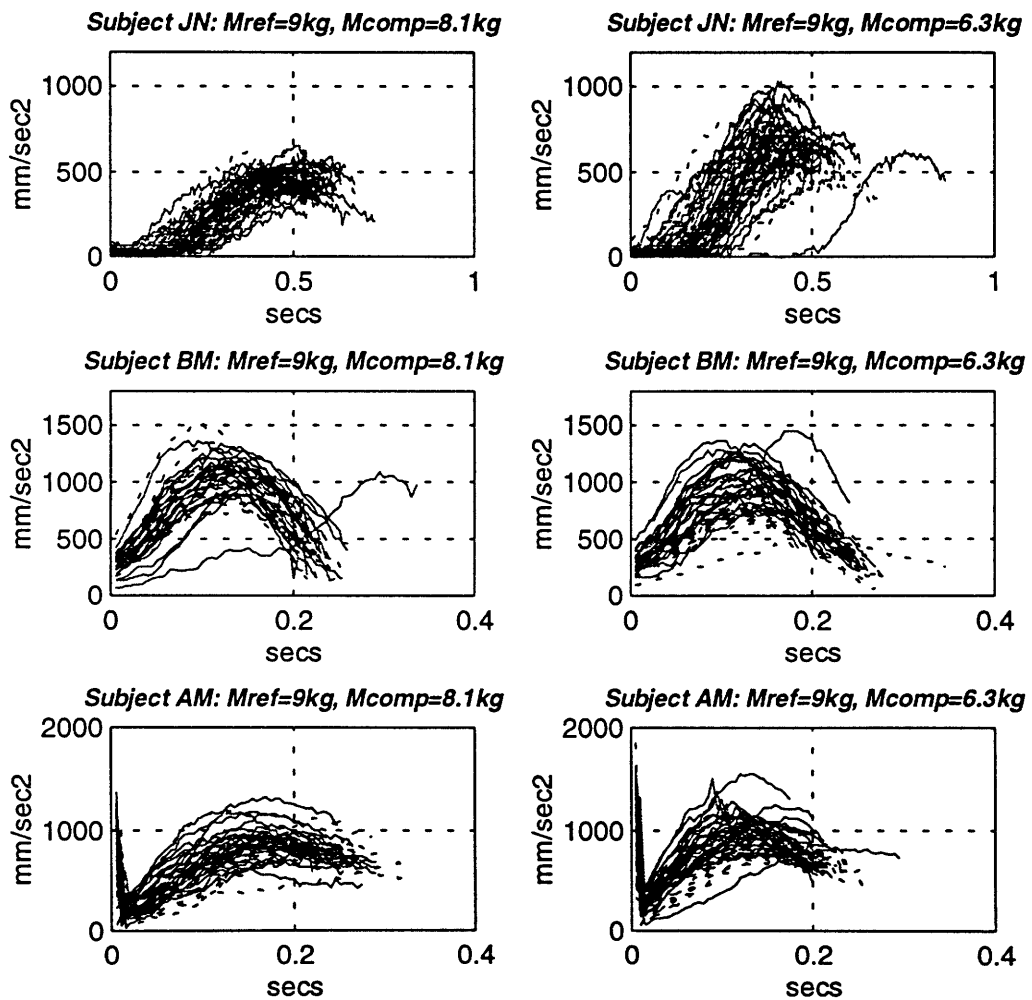 Subject JN: Mref=9kg, Mcomp=8.1kg
mm/sec2
1000
500
0
0 0.5 1
secs
Subject JN: Mref=9kg, Mcomp=6.3kg
mm/sec2
1000
500
0
0 0.5 1
secs
Subject BM: Mref=9kg, Mcomp=8.1kg
mm/sec2
1500
1000
500
0
0 0.2 0.4
secs
Subject BM: Mref=9kg, Mcomp=6.3kg
mm/sec2
1500
1000
500
0
0 0.2 0.4
secs
Subject AM: Mref=9kg, Mcomp=8.1kg
mm/sec2
2000
1000
0
0 0.2 0.4
secs
Subject AM: Mref=9kg, Mcomp=6.3kg
mm/sec2
2000
1000
0
0 0.2 0.4
secs